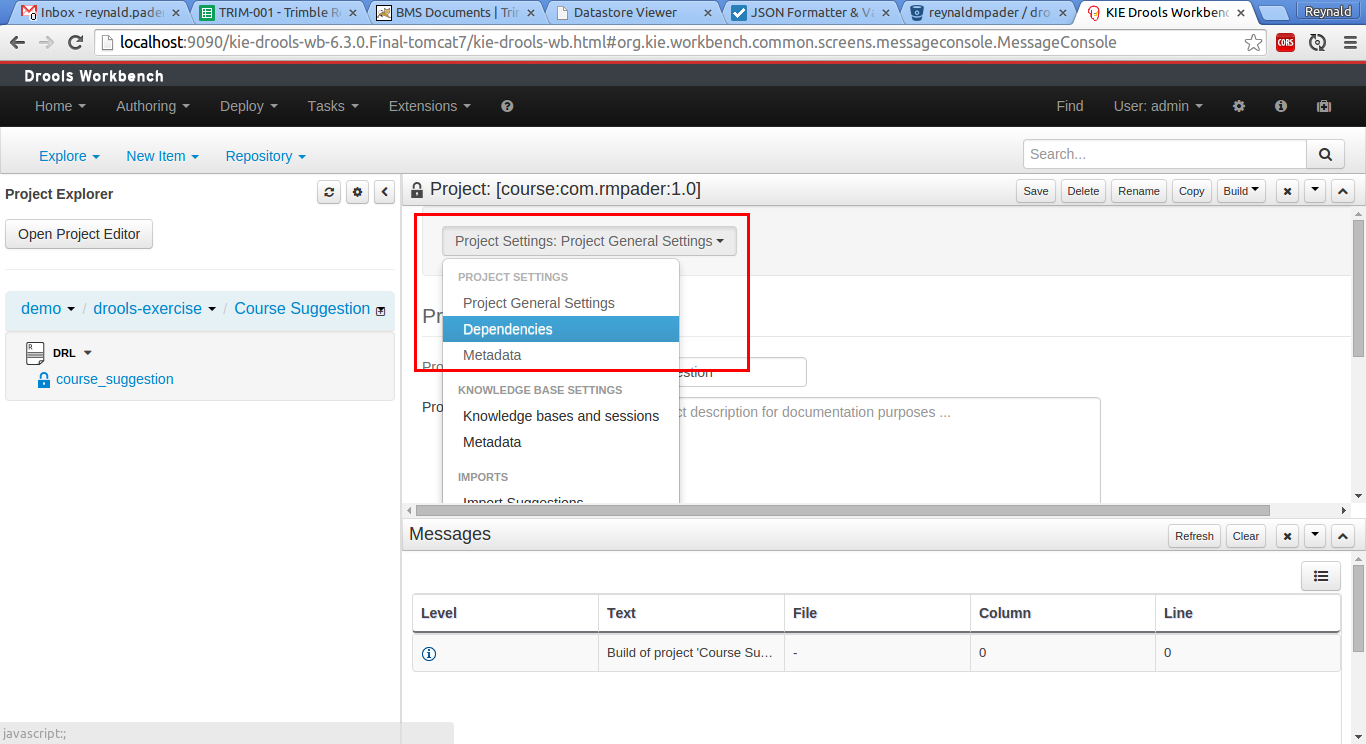 Inbox - reynald.pade
TRIM-001 - Trimble R
BMS Documents | Trim
Datastore Viewer
JSON Formatter & Va
reynaldmpader / dro
KIE Drools Workbenc
Reynald
localhost:9090/kie-drools-wb-6.3.0.Final-tomcat7/kie-drools-wb.html#org.kie.workbench.common.screens.messageconsole.MessageConsole
CORS
Drools Workbench
Home Authoring Deploy Tasks Extensions ? Find User: admin
Explore New Item Repository Search...
Project Explorer
Open Project Editor
demo / drools-exercise / Course Suggestion
DRL
course_suggestion
Project: [course:com.rmpader:1.0]
Save Delete Rename Copy Build
Project Settings: Project General Settings
PROJECT SETTINGS
Project General Settings
Pr
Dependencies
Metadata
Pro
estion
KNOWLEDGE BASE SETTINGS
Pro
Knowledge bases and sessions
ct description for documentation purposes ...
Metadata
IMPORTS
Import Suggestions
Messages
Refresh Clear
Level Text File Column Line
Build of project 'Course Su... - 0 0
javascript:;